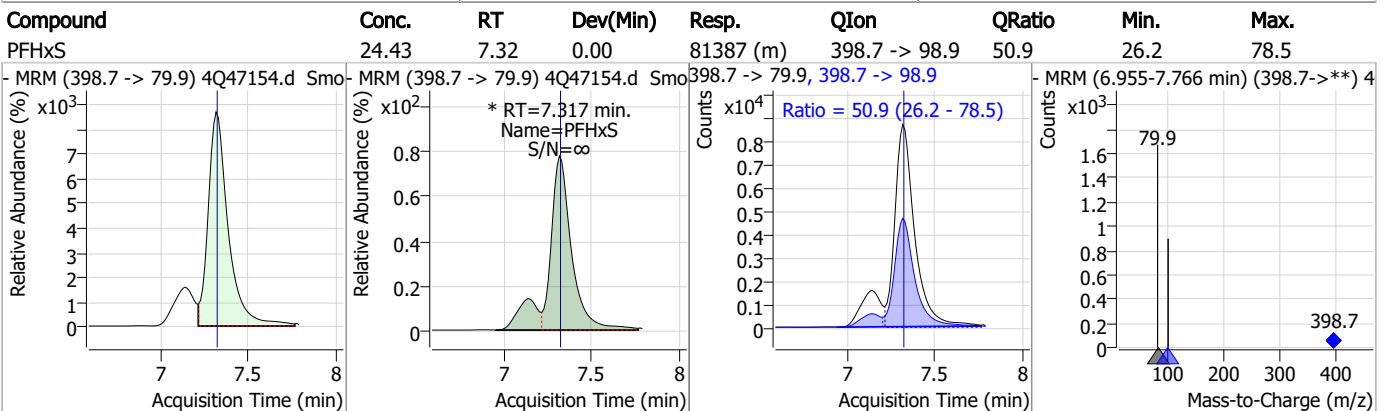 Compound Conc. RT Dev(Min) Resp. QIon QRatio Min. Max.
PFHxS 24.43 7.32 0.00 81387 (m) 398.7 -> 98.9 50.9 26.2 78.5
- MRM (398.7 -> 79.9) 4Q47154.d Smo
Relative Abundance (%)
x10³
7
6
5
4
3
2
1
0
7 7.5 8
Acquisition Time (min)
- MRM (398.7 -> 79.9) 4Q47154.d Smo
Relative Abundance (%)
x10²
* RT=7.317 min.
Name=PFHxS
S/N=∞
0.8
0.6
0.4
0.2
0
7 7.5 8
Acquisition Time (min)
398.7 -> 79.9, 398.7 -> 98.9
Counts
x10⁴
Ratio = 50.9 (26.2 - 78.5)
0.8
0.7
0.6
0.5
0.4
0.3
0.2
0.1
0
7 7.5 8
Acquisition Time (min)
- MRM (6.955-7.766 min) (398.7->**) 4
Counts
x10³
79.9
1.6
1.4
1.2
1
0.8
0.6
0.4
398.7
0.2
0
100 200 300 400
Mass-to-Charge (m/z)